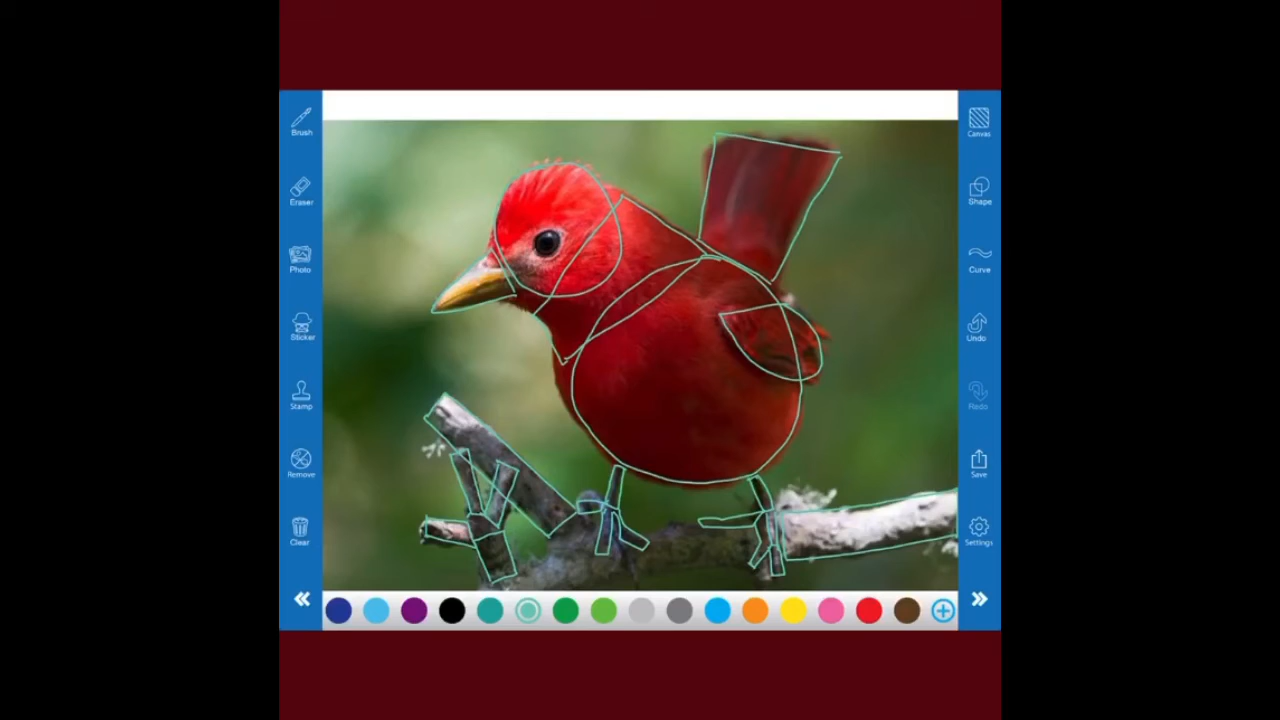 Brush
Eraser
Photo
Sticker
Stamp
Remove
Clear
Canvas
Shape
Curve
Undo
Redo
Save
Settings